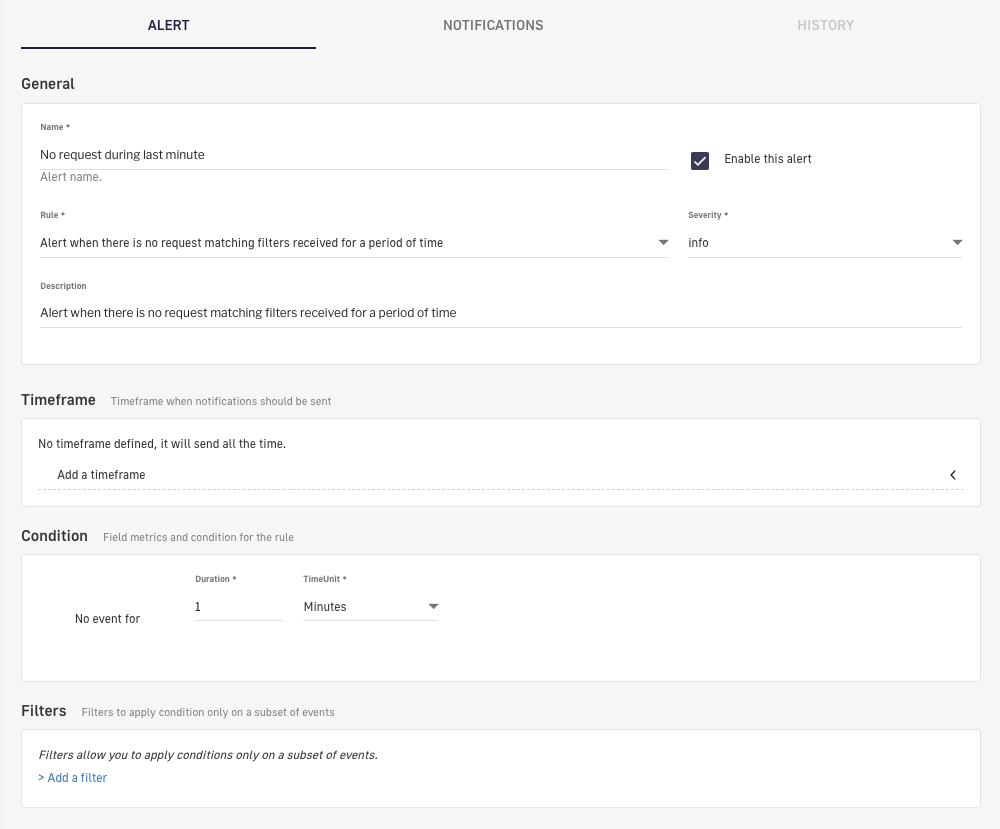 ALERT NOTIFICATIONS HISTORY
General
Name *
No request during last minute
Enable this alert
Alert name.
Rule * Severity *
Alert when there is no request matching filters received for a period of time info
Description
Alert when there is no request matching filters received for a period of time
Timeframe Timeframe when notifications should be sent
No timeframe defined, it will send all the time.
Add a timeframe <
Condition Field metrics and condition for the rule
Duration * TimeUnit *
1 Minutes
No event for
Filters Filters to apply condition only on a subset of events
Filters allow you to apply conditions only on a subset of events.
> Add a filter